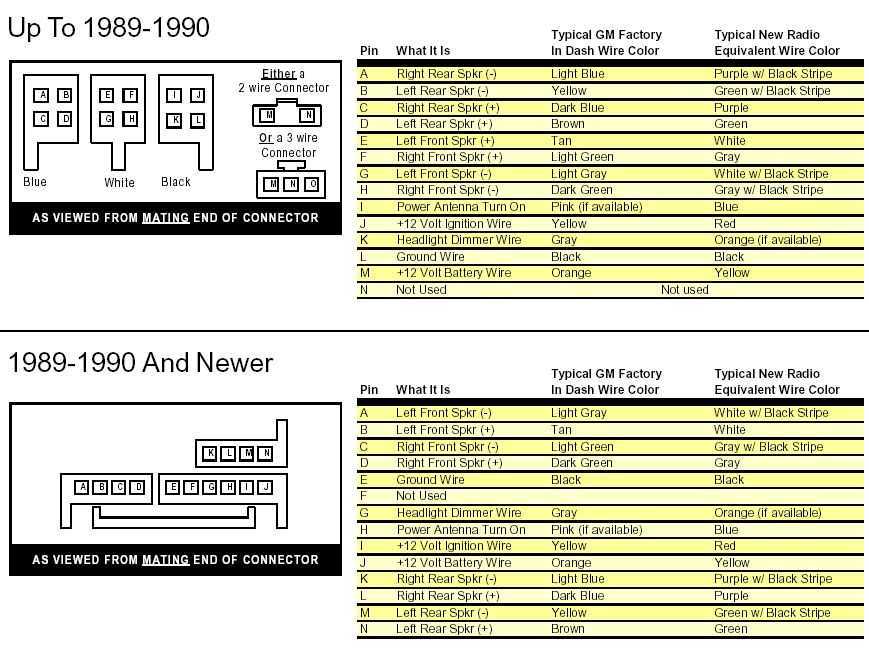 Up To 1989-1990
A B E F I J
C D G H K L
Blue White Black
Either a
2 wire Connector
M N
Or a 3 wire
Connector
M N O
AS VIEWED FROM MATING END OF CONNECTOR
Typical GM Factory Typical New Radio
Pin What It Is In Dash Wire Color Equivalent Wire Color
A Right Rear Spkr (-) Light Blue Purple w/ Black Stripe
B Left Rear Spkr (-) Yellow Green w/ Black Stripe
C Right Rear Spkr (+) Dark Blue Purple
D Left Rear Spkr (+) Brown Green
E Left Front Spkr (+) Tan White
F Right Front Spkr (+) Light Green Gray
G Left Front Spkr (-) Light Gray White w/ Black Stripe
H Right Front Spkr (-) Dark Green Gray w/ Black Stripe
I Power Antenna Turn On Pink (if available) Blue
J +12 Volt Ignition Wire Yellow Red
K Headlight Dimmer Wire Gray Orange (if available)
L Ground Wire Black Black
M +12 Volt Battery Wire Orange Yellow
N Not Used Not used
1989-1990 And Newer
K L M N
A B C D E F G H I J
AS VIEWED FROM MATING END OF CONNECTOR
Typical GM Factory Typical New Radio
Pin What It Is In Dash Wire Color Equivalent Wire Color
A Left Front Spkr (-) Light Gray White w/ Black Stripe
B Left Front Spkr (+) Tan White
C Right Front Spkr (-) Light Green Gray w/ Black Stripe
D Right Front Spkr (+) Dark Green Gray
E Ground Wire Black Black
F Not Used
G Headlight Dimmer Wire Gray Orange (if available)
H Power Antenna Turn On Pink (if available) Blue
I +12 Volt Ignition Wire Yellow Red
J +12 Volt Battery Wire Orange Yellow
K Right Rear Spkr (-) Light Blue Purple w/ Black Stripe
L Right Rear Spkr (+) Dark Blue Purple
M Left Rear Spkr (-) Yellow Green w/ Black Stripe
N Left Rear Spkr (+) Brown Green